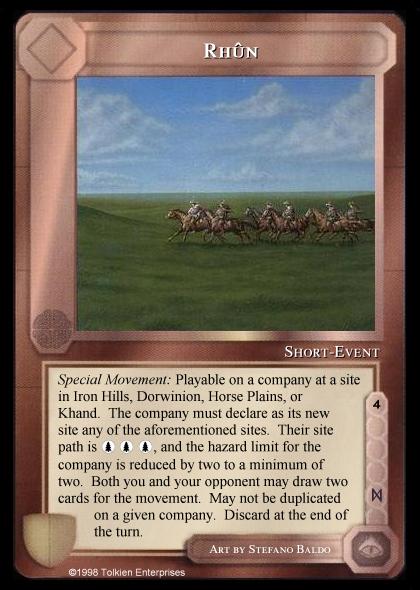 Rhûn
Short-Event
Special Movement: Playable on a company at a site
in Iron Hills, Dorwinion, Horse Plains, or
Khand. The company must declare as its new
site any of the aforementioned sites. Their site
path is , and the hazard limit for the
company is reduced by two to a minimum of
two. Both you and your opponent may draw two
cards for the movement. May not be duplicated
on a given company. Discard at the end of
the turn.
4
Art by Stefano Baldo
©1998 Tolkien Enterprises